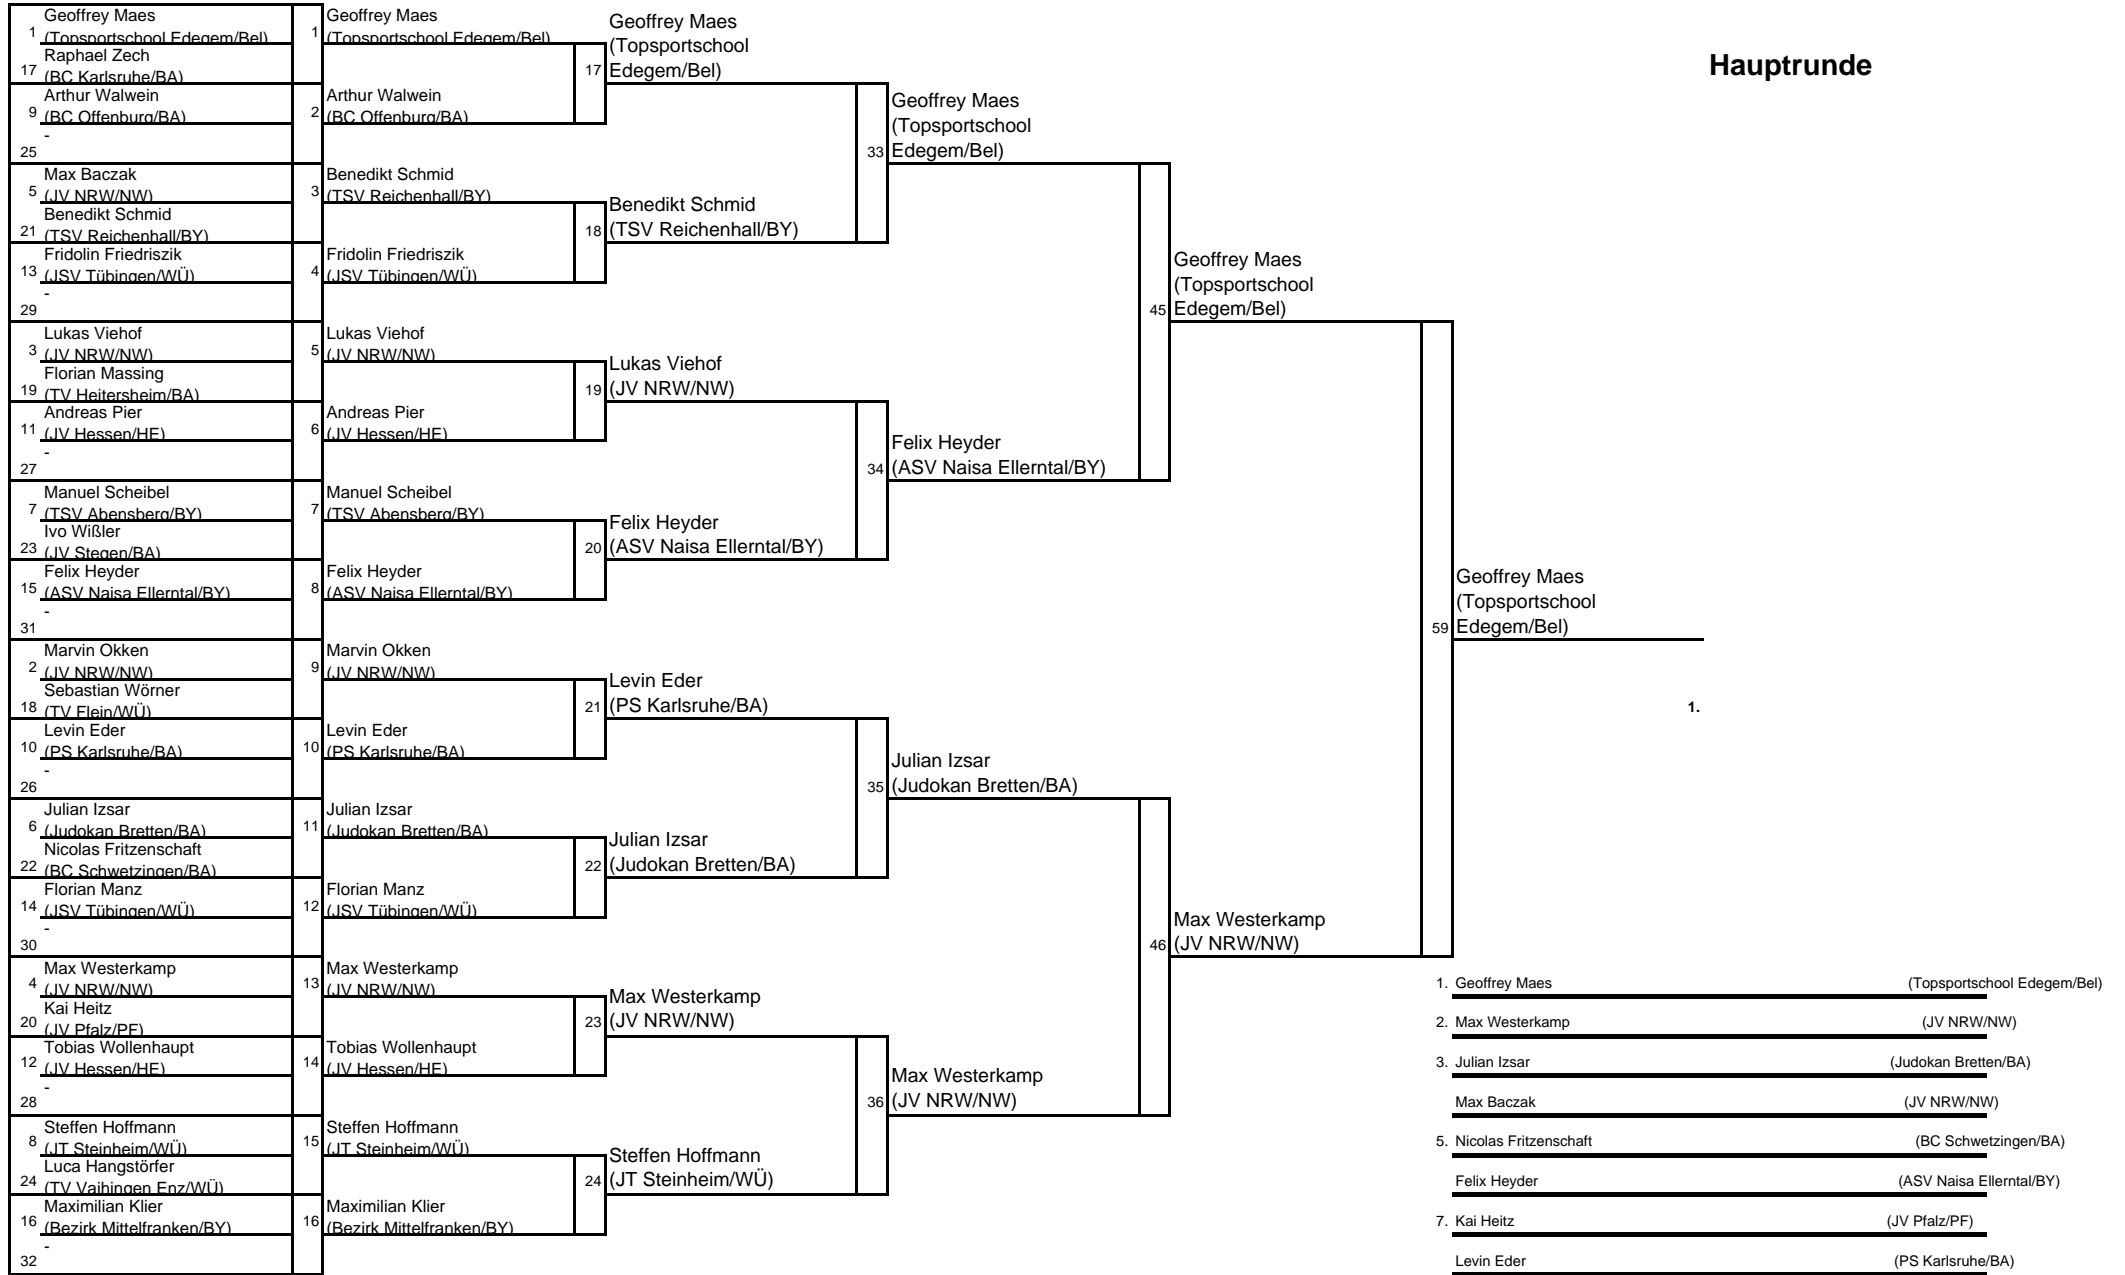 Hauptrunde
1 Geoffrey Maes
(Topsportschool Edegem/Bel)
17 Raphael Zech
(BC Karlsruhe/BA)
9 Arthur Walwein
(BC Offenburg/BA)
25 -
5 Max Baczak
(JV NRW/NW)
21 Benedikt Schmid
(TSV Reichenhall/BY)
13 Fridolin Friedriszik
(JSV Tübingen/WÜ)
29 -
3 Lukas Viehof
(JV NRW/NW)
19 Florian Massing
(TV Heitersheim/BA)
11 Andreas Pier
(JV Hessen/HE)
27 -
7 Manuel Scheibel
(TSV Abensberg/BY)
23 Ivo Wißler
(JV Stegen/BA)
15 Felix Heyder
(ASV Naisa Ellerntal/BY)
31 -
2 Marvin Okken
(JV NRW/NW)
18 Sebastian Wörner
(TV Flein/WÜ)
10 Levin Eder
(PS Karlsruhe/BA)
26 -
6 Julian Izsar
(Judokan Bretten/BA)
22 Nicolas Fritzenschaft
(BC Schwetzingen/BA)
14 Florian Manz
(JSV Tübingen/WÜ)
30 -
4 Max Westerkamp
(JV NRW/NW)
20 Kai Heitz
(JV Pfalz/PF)
12 Tobias Wollenhaupt
(JV Hessen/HE)
28 -
8 Steffen Hoffmann
(JT Steinheim/WÜ)
24 Luca Hangstörfer
(TV Vaihingen Enz/WÜ)
16 Maximilian Klier
(Bezirk Mittelfranken/BY)
32 -
1 Geoffrey Maes
(Topsportschool Edegem/Bel)
2 Arthur Walwein
(BC Offenburg/BA)
3 Benedikt Schmid
(TSV Reichenhall/BY)
4 Fridolin Friedriszik
(JSV Tübingen/WÜ)
5 Lukas Viehof
(JV NRW/NW)
6 Andreas Pier
(JV Hessen/HE)
7 Manuel Scheibel
(TSV Abensberg/BY)
8 Felix Heyder
(ASV Naisa Ellerntal/BY)
9 Marvin Okken
(JV NRW/NW)
10 Levin Eder
(PS Karlsruhe/BA)
11 Julian Izsar
(Judokan Bretten/BA)
12 Florian Manz
(JSV Tübingen/WÜ)
13 Max Westerkamp
(JV NRW/NW)
14 Tobias Wollenhaupt
(JV Hessen/HE)
15 Steffen Hoffmann
(JT Steinheim/WÜ)
16 Maximilian Klier
(Bezirk Mittelfranken/BY)
Geoffrey Maes
(Topsportschool
17 Edegem/Bel)
Benedikt Schmid
18 (TSV Reichenhall/BY)
Lukas Viehof
19 (JV NRW/NW)
Felix Heyder
20 (ASV Naisa Ellerntal/BY)
Levin Eder
21 (PS Karlsruhe/BA)
Julian Izsar
22 (Judokan Bretten/BA)
Max Westerkamp
23 (JV NRW/NW)
Steffen Hoffmann
24 (JT Steinheim/WÜ)
Geoffrey Maes
(Topsportschool
33 Edegem/Bel)
Felix Heyder
34 (ASV Naisa Ellerntal/BY)
Julian Izsar
35 (Judokan Bretten/BA)
Max Westerkamp
36 (JV NRW/NW)
Geoffrey Maes
(Topsportschool
45 Edegem/Bel)
Max Westerkamp
46 (JV NRW/NW)
Geoffrey Maes
(Topsportschool
59 Edegem/Bel)
1.
1. Geoffrey Maes (Topsportschool Edegem/Bel)
2. Max Westerkamp (JV NRW/NW)
3. Julian Izsar (Judokan Bretten/BA)
Max Baczak (JV NRW/NW)
5. Nicolas Fritzenschaft (BC Schwetzingen/BA)
Felix Heyder (ASV Naisa Ellerntal/BY)
7. Kai Heitz (JV Pfalz/PF)
Levin Eder (PS Karlsruhe/BA)